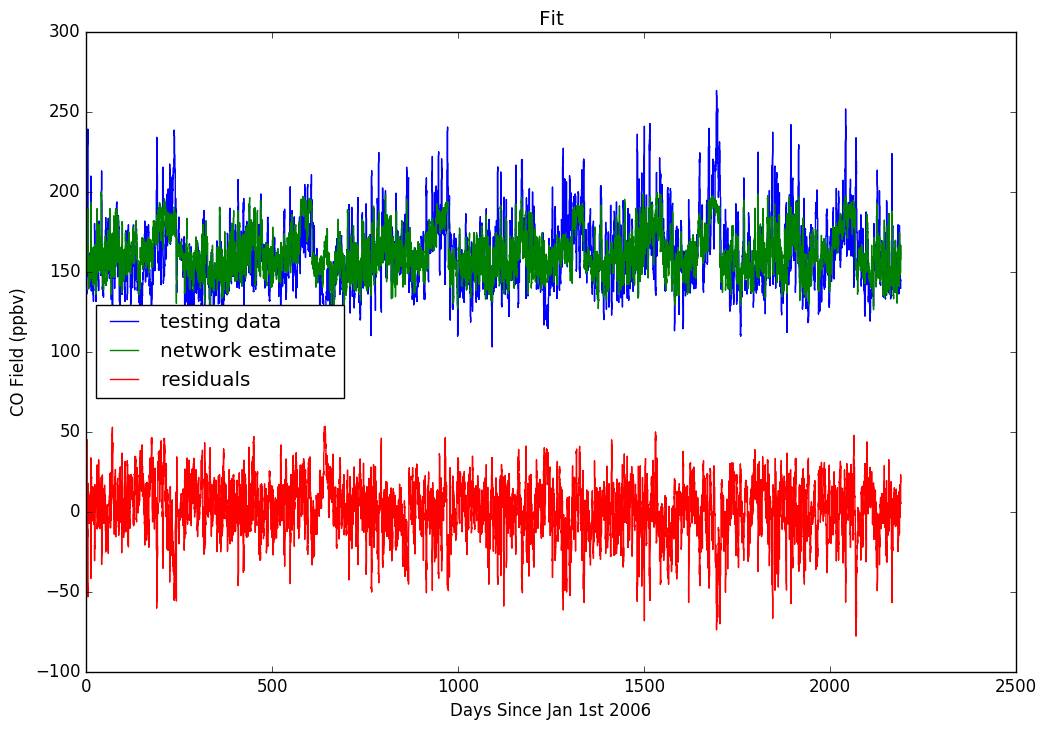 Fit
300
250
200
150
100
50
0
−50
−100
CO Field (ppbv)
testing data
network estimate
residuals
0 500 1000 1500 2000 2500
Days Since Jan 1st 2006